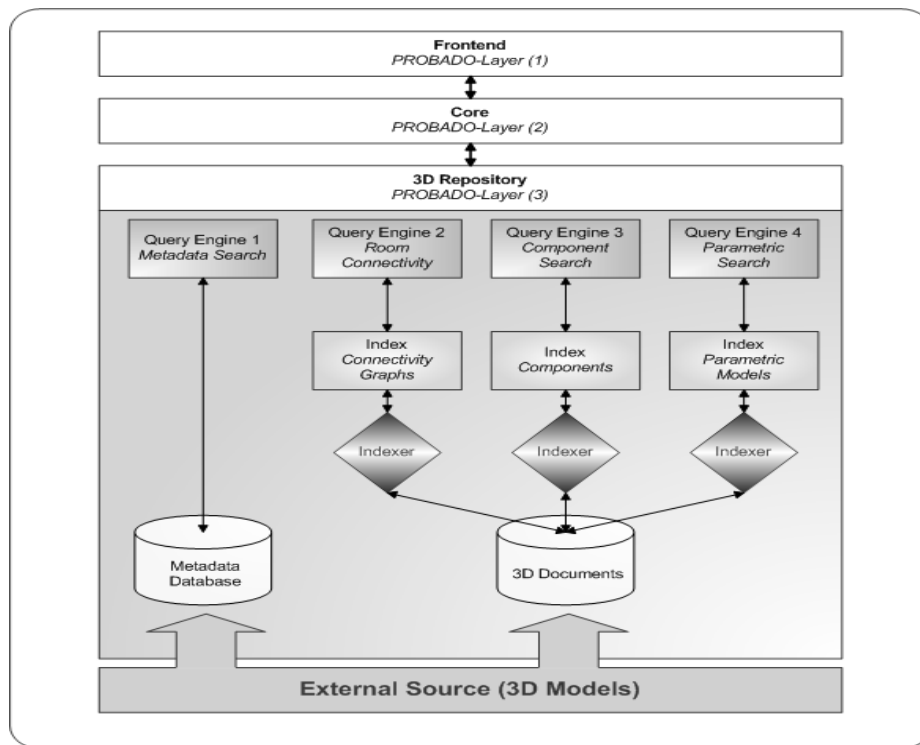 Frontend
PROBADO-Layer (1)
Core
PROBADO-Layer (2)
3D Repository
PROBADO-Layer (3)
Query Engine 1
Metadata Search
Query Engine 2
Room
Connectivity
Query Engine 3
Component
Search
Query Engine 4
Parametric
Search
Index
Connectivity
Graphs
Index
Components
Index
Parametric
Models
Indexer
Indexer
Indexer
Metadata
Database
3D Documents
External Source (3D Models)